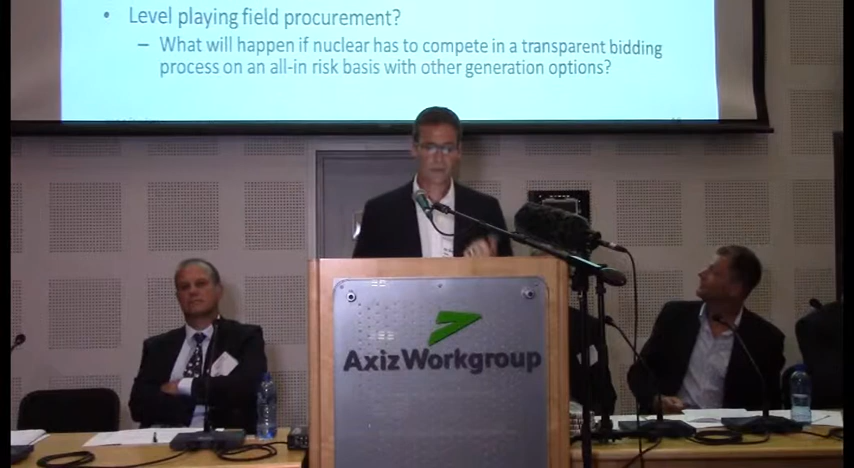 • Level playing field procurement?
– What will happen if nuclear has to compete in a transparent bidding
process on an all-in risk basis with other generation options?
AxizWorkgroup